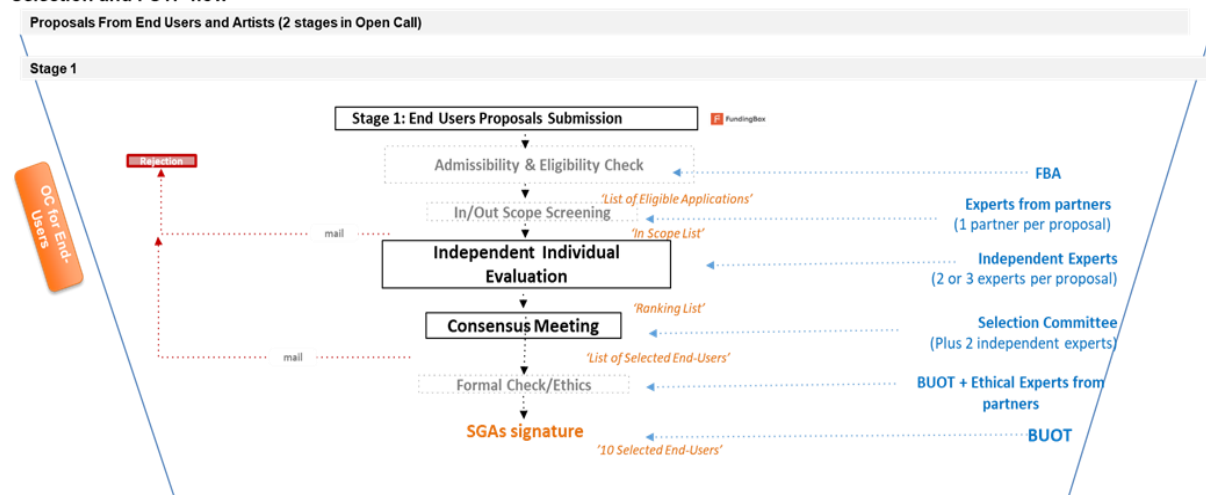 Proposals From End Users and Artists (2 stages in Open Call)
Stage 1
Stage 1: End Users Proposals Submission
FundingBox
Rejection
Admissibility & Eligibility Check
FBA
'List of Eligible Applications'
OC for End-
Users
In/Out Scope Screening
Experts from partners
(1 partner per proposal)
mail
'In Scope List'
Independent Individual
Evaluation
Independent Experts
(2 or 3 experts per proposal)
'Ranking List'
Consensus Meeting
Selection Committee
(Plus 2 independent experts)
mail
'List of Selected End-Users'
Formal Check/Ethics
BUOT + Ethical Experts from
partners
SGAs signature
BUOT
'10 Selected End-Users'